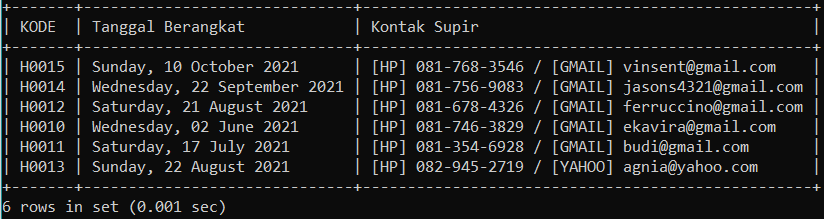 +-------+------------------------------+--------------------------------------------------+
| KODE  | Tanggal Berangkat            | Kontak Supir                                     |
+-------+------------------------------+--------------------------------------------------+
| H0015 | Sunday, 10 October 2021      | [HP] 081-768-3546 / [GMAIL] vinsent@gmail.com    |
| H0014 | Wednesday, 22 September 2021 | [HP] 081-756-9083 / [GMAIL] jasons4321@gmail.com |
| H0012 | Saturday, 21 August 2021     | [HP] 081-678-4326 / [GMAIL] ferruccino@gmail.com |
| H0010 | Wednesday, 02 June 2021      | [HP] 081-746-3829 / [GMAIL] ekavira@gmail.com    |
| H0011 | Saturday, 17 July 2021       | [HP] 081-354-6928 / [GMAIL] budi@gmail.com       |
| H0013 | Sunday, 22 August 2021       | [HP] 082-945-2719 / [YAHOO] agnia@yahoo.com      |
+-------+------------------------------+--------------------------------------------------+
6 rows in set (0.001 sec)